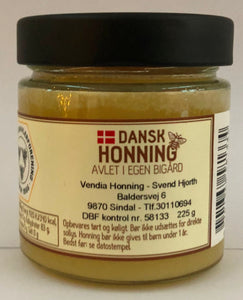 DANSK
HONNING
AVLET I EGEN BIGÅRD
Vendia Honning - Svend Hjorth
Baldersvej 6
9870 Sindal - Tlf.30110694
DBF kontrol nr. 58133 225 g
Opbevares tørt og køligt. Bør ikke udsættes for direkte
sollys. Honning bør ikke gives til børn under 1 år.
Bedst før: se datostempel.